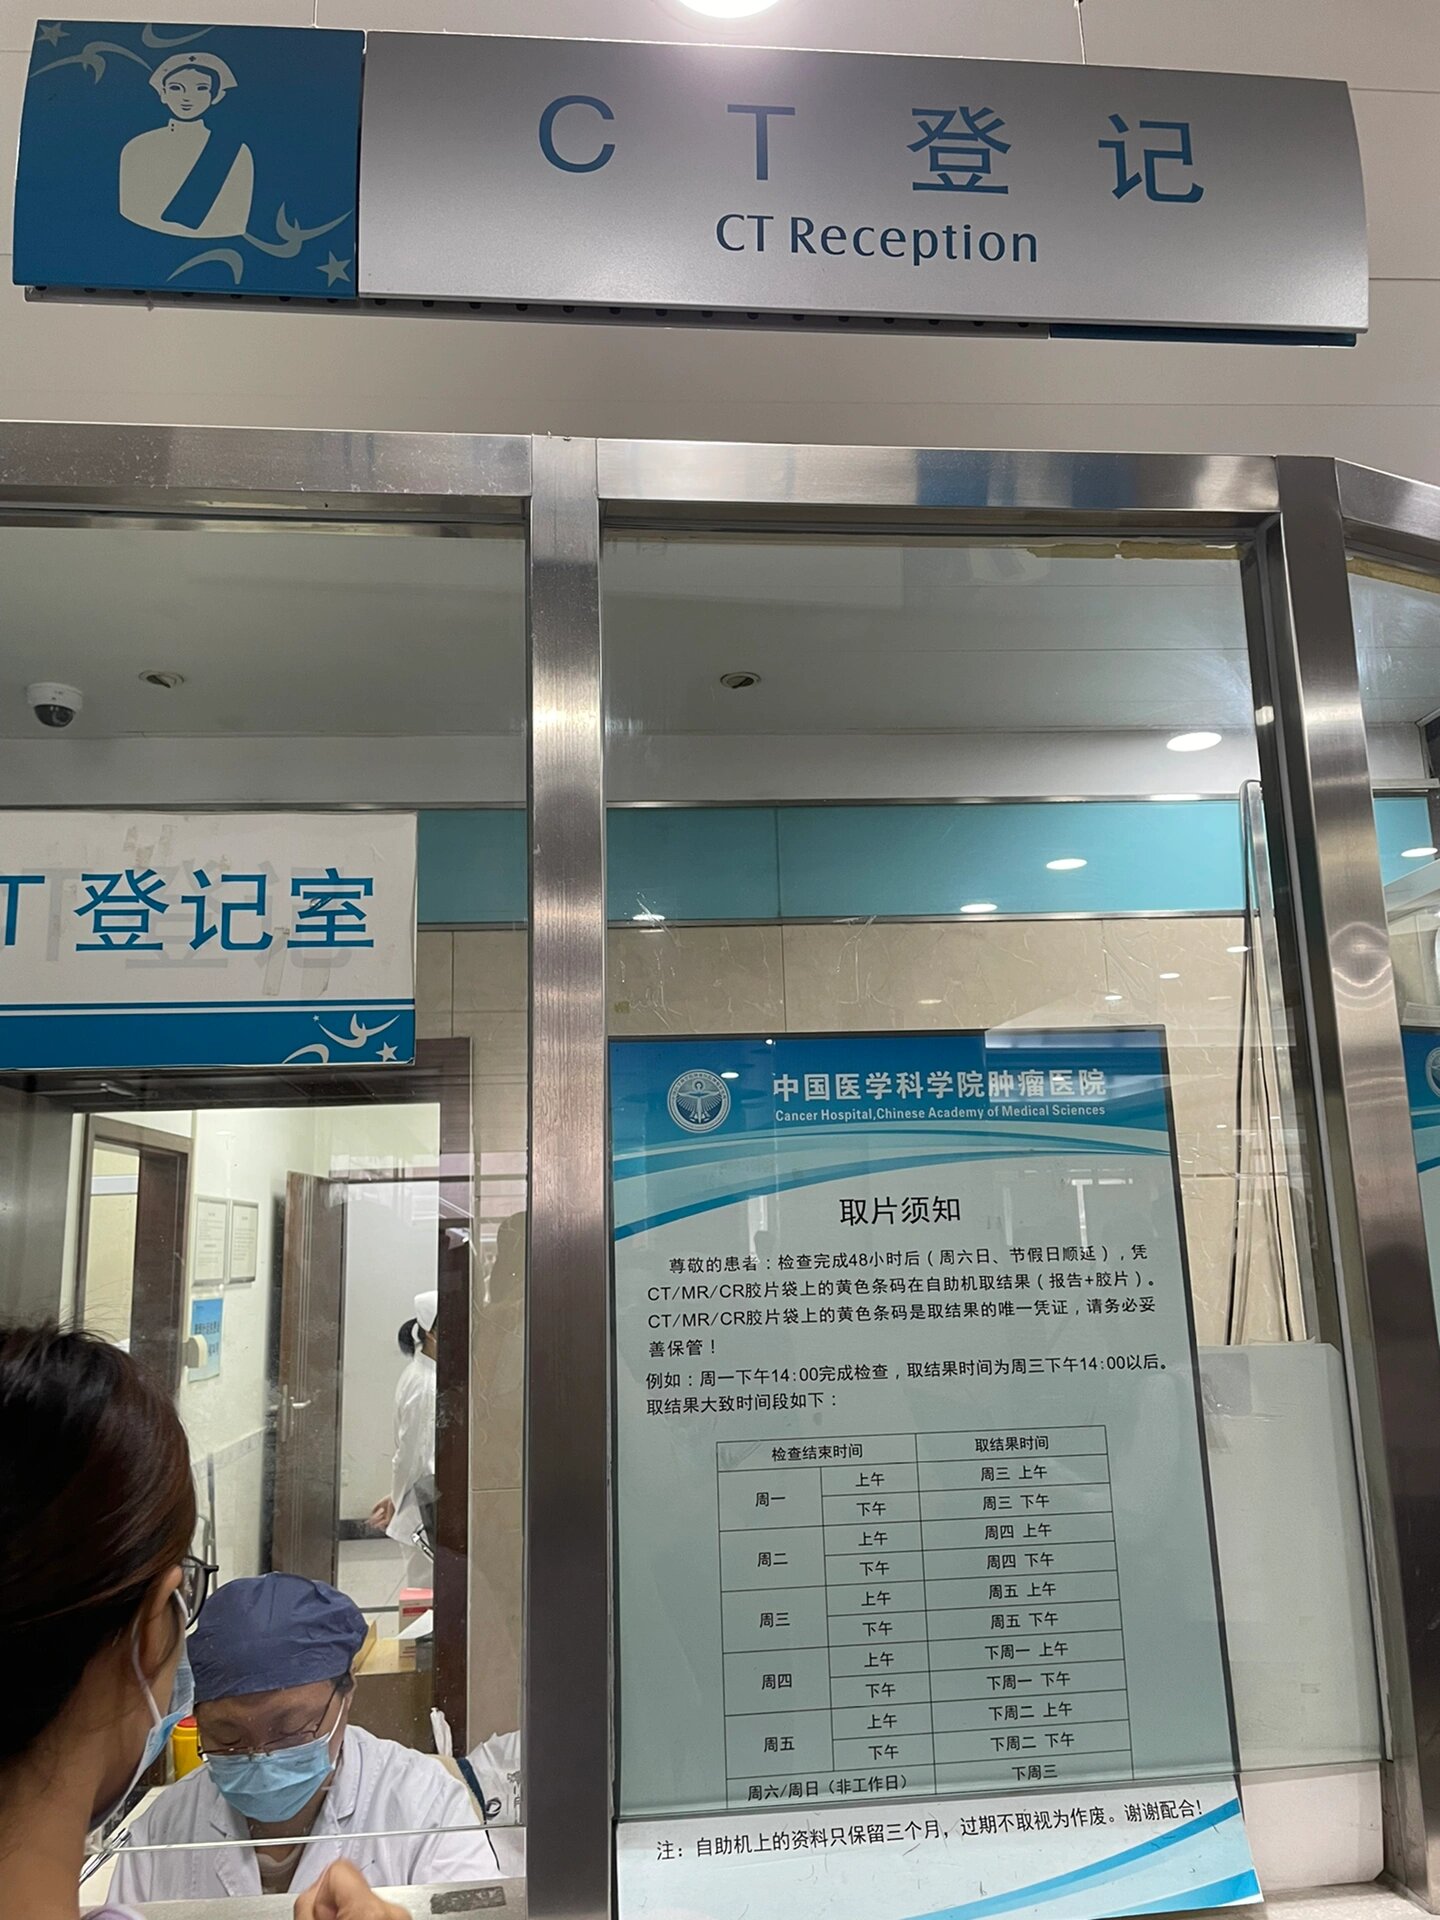 CT登记
CT Reception
T登记室
中国医学科学院肿瘤医院
Cancer Hospital,Chinese Academy of Medical Sciences
取片须知
尊敬的患者：检查完成48小时后（周六日、节假日顺延），凭
CT/MR/CR胶片袋上的黄色条码在自助机取结果（报告+胶片）。
CT/MR/CR胶片袋上的黄色条码是取结果的唯一凭证，请务必妥
善保管！
例如：周一下午14:00完成检查，取结果时间为周三下午14:00以后。
取结果大致时间段如下：
检查结束时间 取结果时间
周一 上午 周三 上午
下午 周三 下午
周二 上午 周四 上午
下午 周四 下午
周三 上午 周五 上午
下午 周五 下午
周四 上午 下周一 上午
下午 下周一 下午
周五 上午 下周二 上午
下午 下周二 下午
周六/周日（非工作日） 下周三
注：自助机上的资料只保留三个月，过期不取视为作废。谢谢配合！